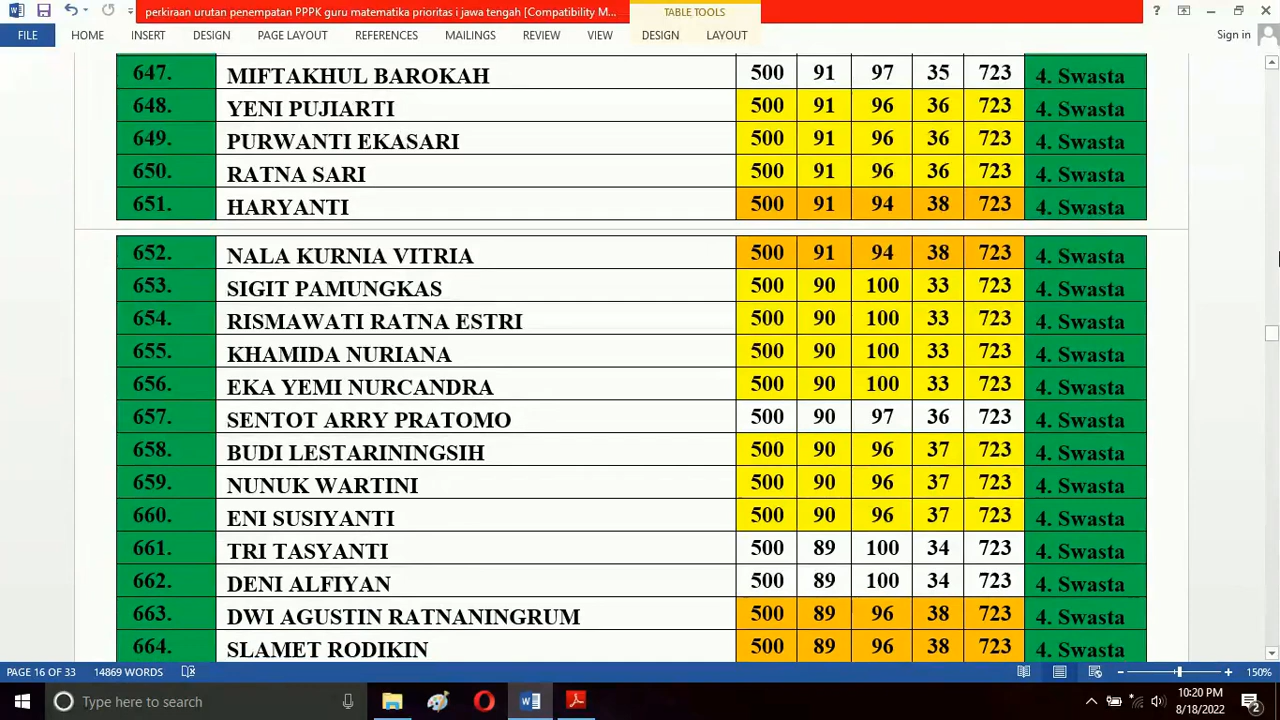 perkiraan urutan penempatan PPPK guru matematika prioritas i jawa tengah [Compatibility M...
TABLE TOOLS
FILE HOME INSERT DESIGN PAGE LAYOUT REFERENCES MAILINGS REVIEW VIEW DESIGN LAYOUT Sign in
647. MIFTAKHUL BAROKAH 500 91 97 35 723 4. Swasta
648. YENI PUJIARTI 500 91 96 36 723 4. Swasta
649. PURWANTI EKASARI 500 91 96 36 723 4. Swasta
650. RATNA SARI 500 91 96 36 723 4. Swasta
651. HARYANTI 500 91 94 38 723 4. Swasta
652. NALA KURNIA VITRIA 500 91 94 38 723 4. Swasta
653. SIGIT PAMUNGKAS 500 90 100 33 723 4. Swasta
654. RISMAWATI RATNA ESTRI 500 90 100 33 723 4. Swasta
655. KHAMIDA NURIANA 500 90 100 33 723 4. Swasta
656. EKA YEMI NURCANDRA 500 90 100 33 723 4. Swasta
657. SENTOT ARRY PRATOMO 500 90 97 36 723 4. Swasta
658. BUDI LESTARININGSIH 500 90 96 37 723 4. Swasta
659. NUNUK WARTINI 500 90 96 37 723 4. Swasta
660. ENI SUSIYANTI 500 90 96 37 723 4. Swasta
661. TRI TASYANTI 500 89 100 34 723 4. Swasta
662. DENI ALFIYAN 500 89 100 34 723 4. Swasta
663. DWI AGUSTIN RATNANINGRUM 500 89 96 38 723 4. Swasta
664. SLAMET RODIKIN 500 89 96 38 723 4. Swasta
PAGE 16 OF 33 14869 WORDS 150%
Type here to search
10:20 PM
8/18/2022
2